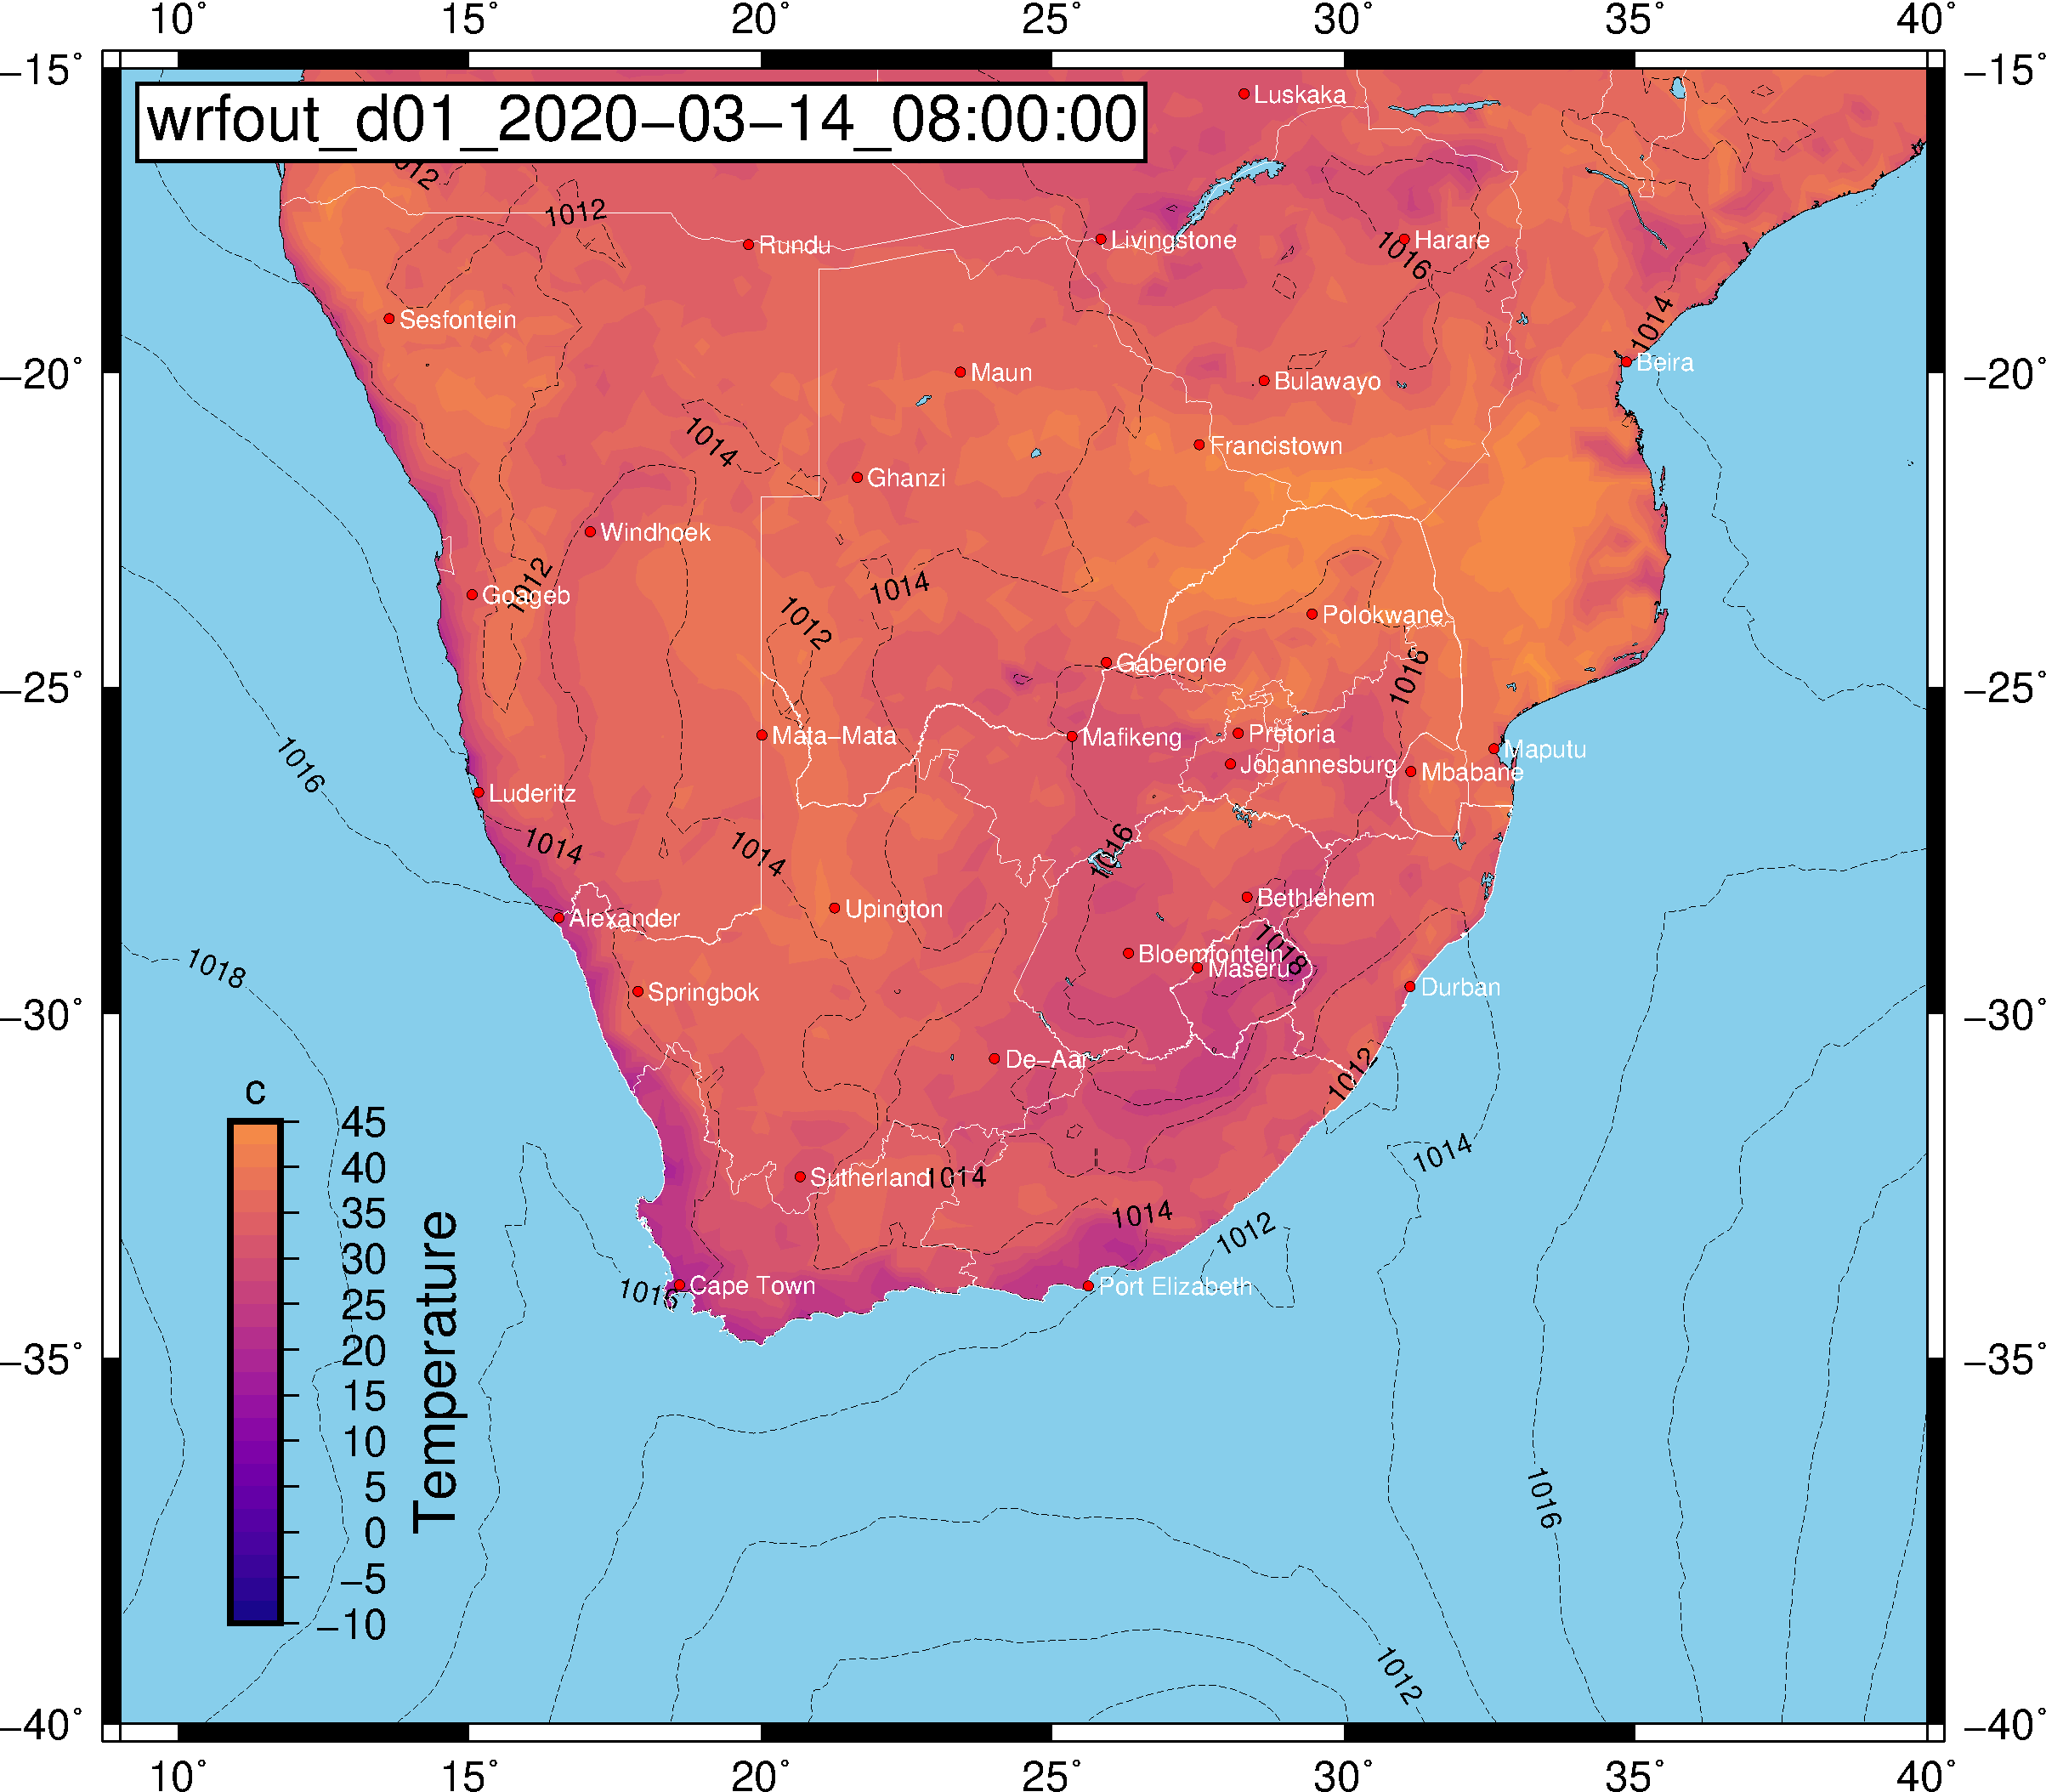 10° 15° 20° 25° 30° 35° 40°
−15° −15°
wrfout_d01_2020−03−14_08:00:00
Luskaka
1012
1012
Rundu
Livingstone
Harare
1016
Sesfontein
1014
Beira
−20° −20°
Maun
Bulawayo
1014
Francistown
Ghanzi
Windhoek
1012
1014
Goageb
1012
Polokwane
Gaberone
1016
−25° −25°
Mata−Mata
Mafikeng
Pretoria
Maputu
1016
Johannesburg
Mbabane
Luderitz
1014
1014
1016
Bethlehem
Alexander
Upington
1018
Bloemfontein
1018
Maseru
Springbok
Durban
−30° −30°
De−Aar
1012
c
45
40
35
30
25
20
15
10
5
0
−5
−10
Temperature
1014
Sutherland
1014
1014
1012
1016
Cape Town
Port Elizabeth
−35° −35°
1016
1012
−40° −40°
10° 15° 20° 25° 30° 35° 40°